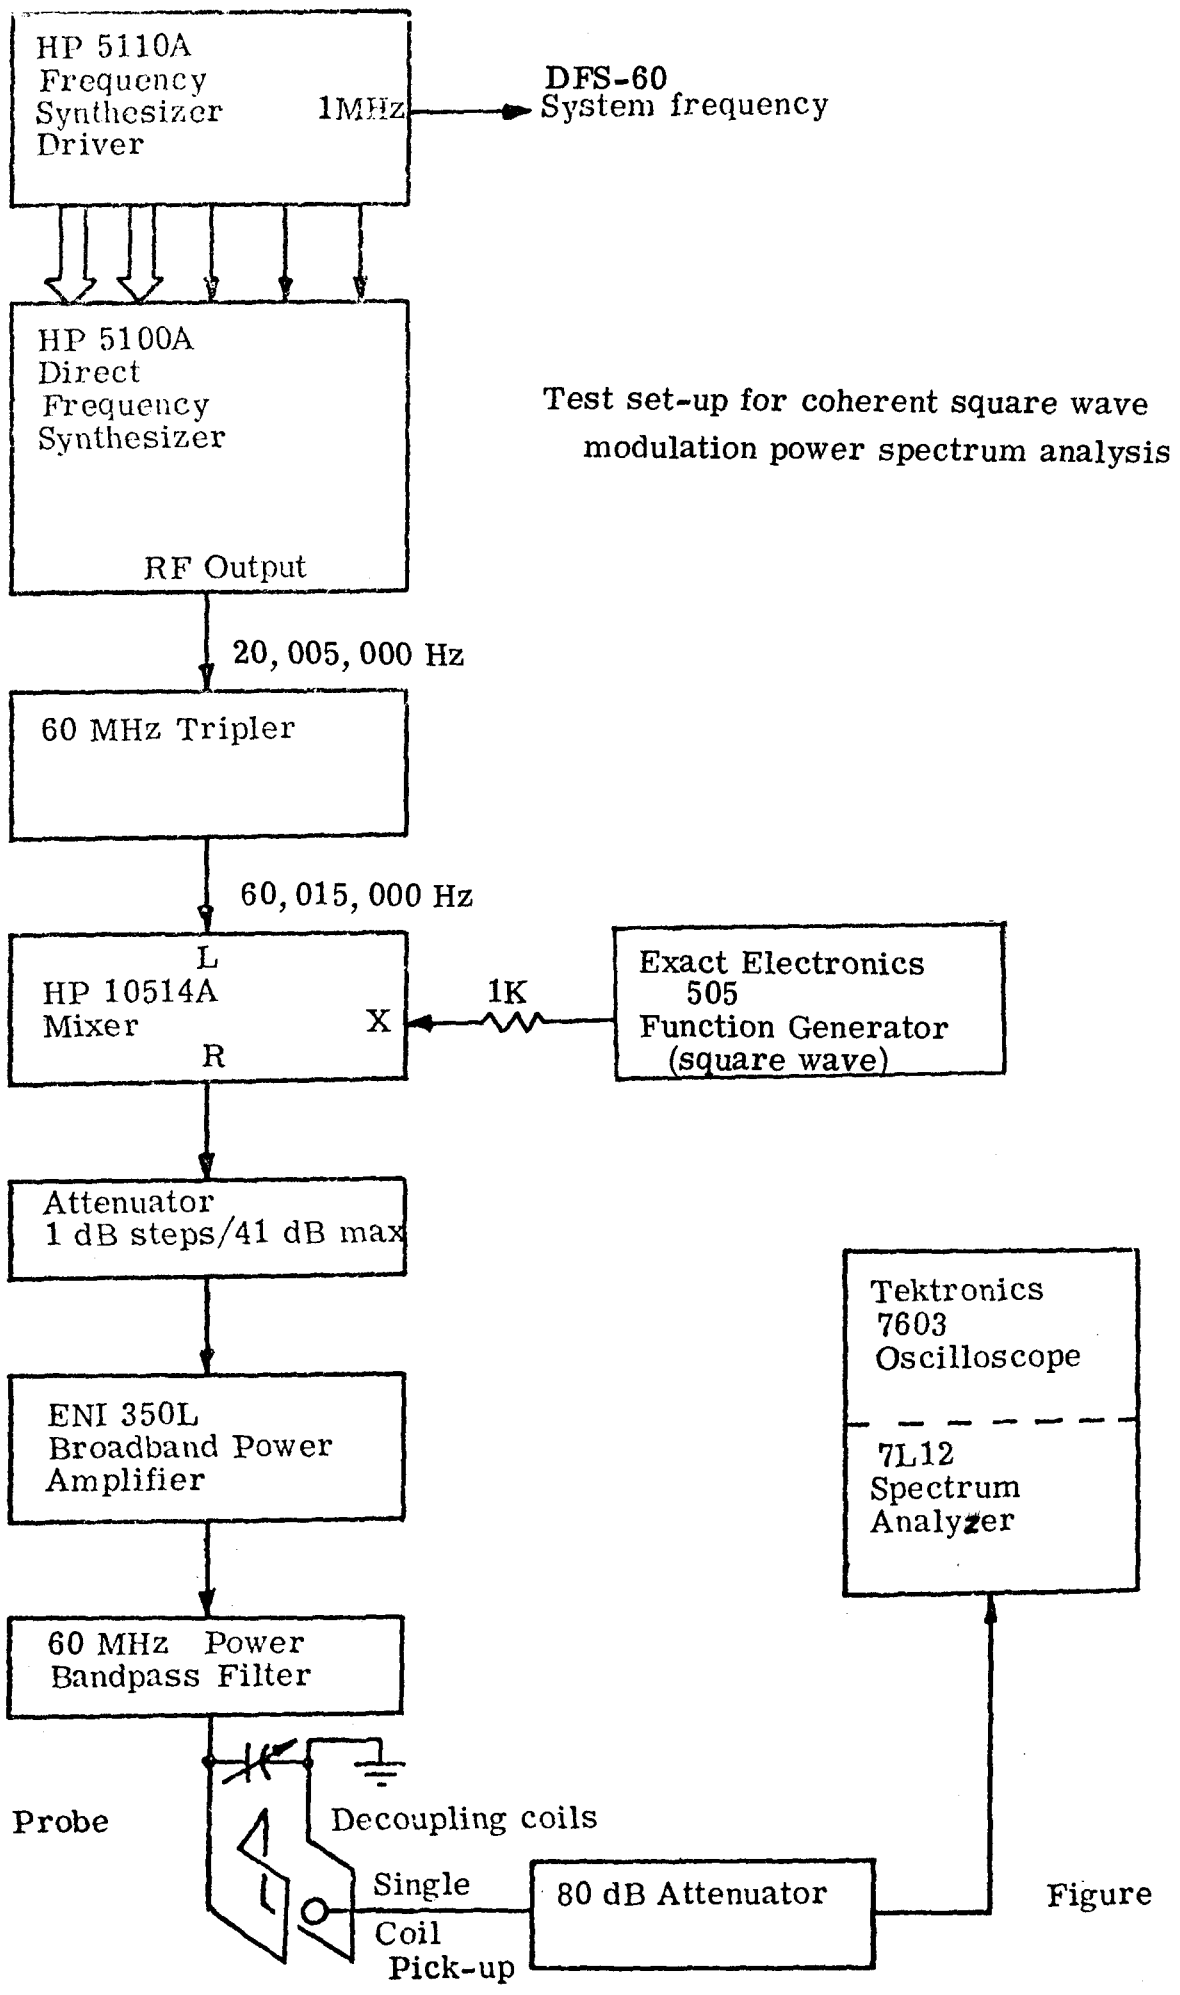 HP 5110A
Frequency
Synthesizer
Driver
1MHz
DFS-60
System frequency
HP 5100A
Direct
Frequency
Synthesizer
RF Output
Test set-up for coherent square wave
modulation power spectrum analysis
20,005,000 Hz
60 MHz Tripler
60,015,000 Hz
L
HP 10514A
Mixer
X
R
1K
Exact Electronics
505
Function Generator
(square wave)
Attenuator
1 dB steps/41 dB max
ENI 350L
Broadband Power
Amplifier
Tektronics
7603
Oscilloscope
7L12
Spectrum
Analyzer
60 MHz Power
Bandpass Filter
Probe
Decoupling coils
Single
Coil
Pick-up
80 dB Attenuator
Figure